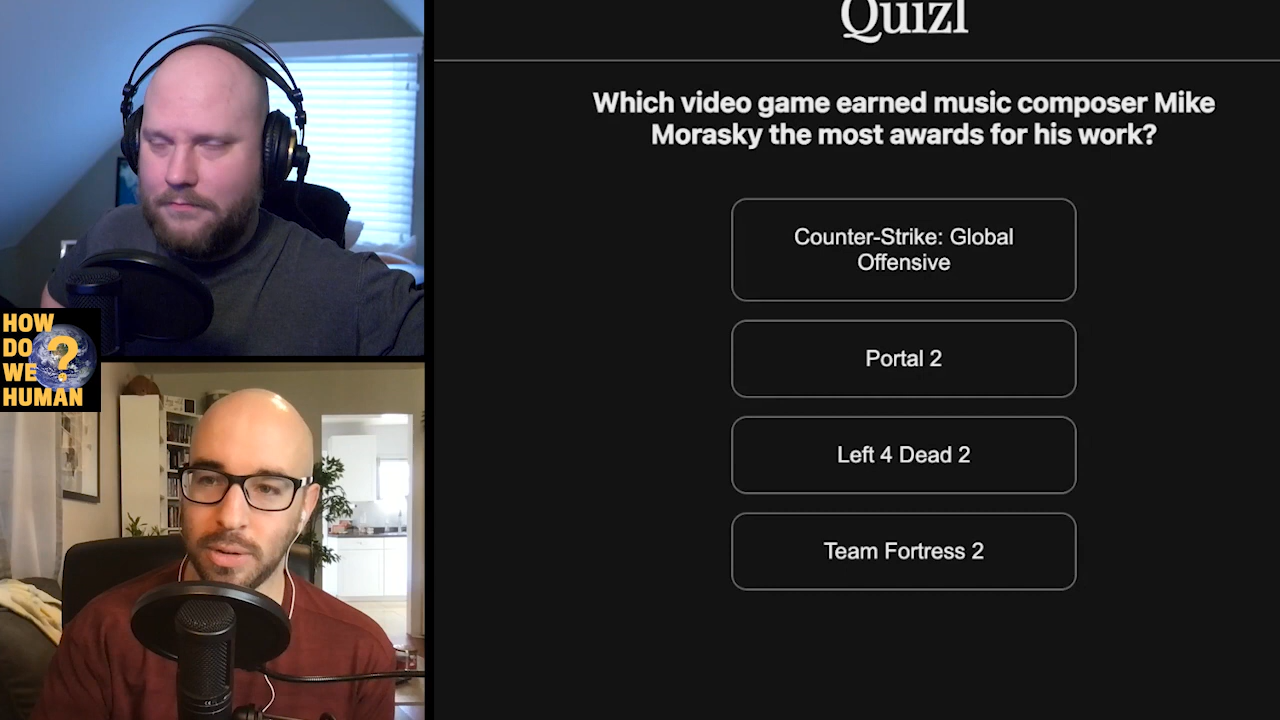 Quizl
Which video game earned music composer Mike
Morasky the most awards for his work?
Counter-Strike: Global
Offensive
Portal 2
Left 4 Dead 2
Team Fortress 2
HOW
DO
WE
HUMAN
?